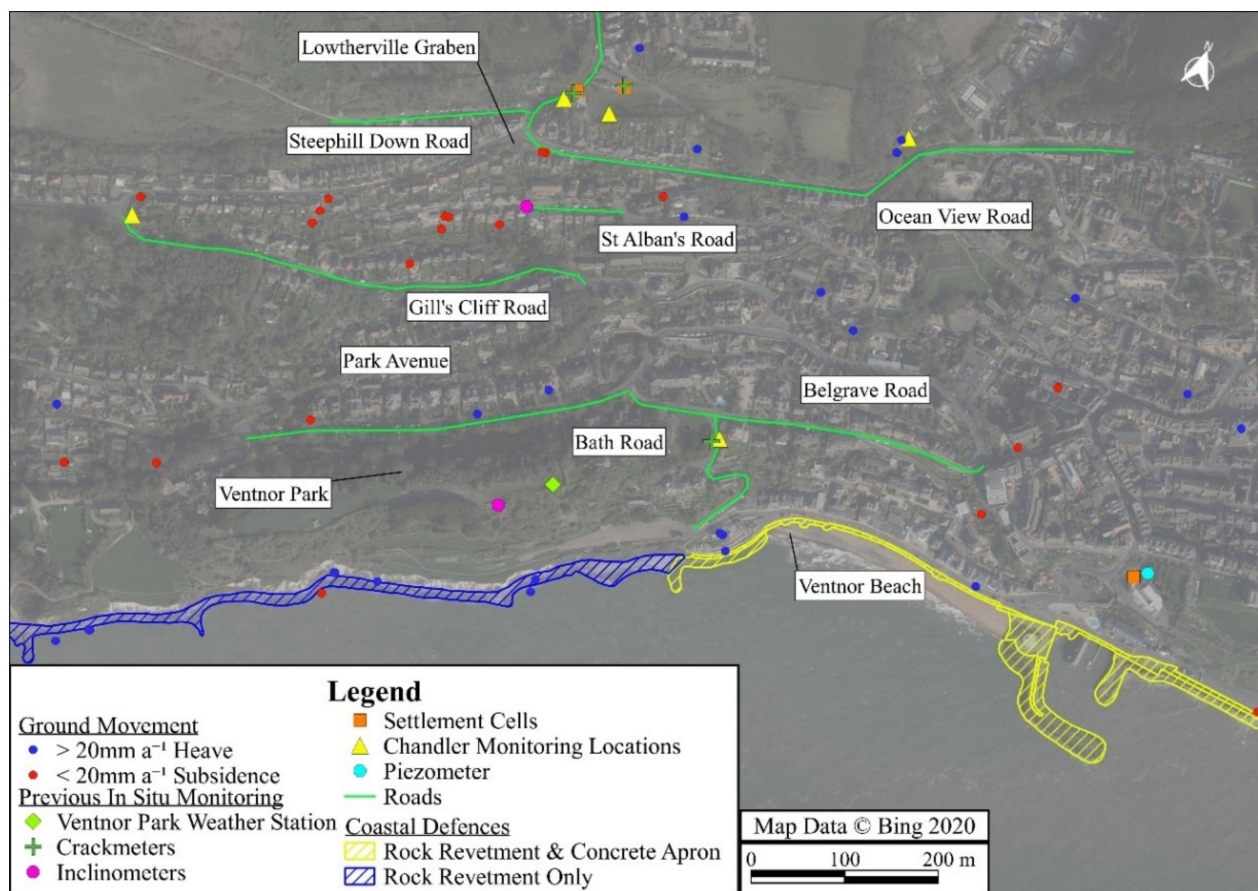 Lowtherville Graben
N
Steephill Down Road
Ocean View Road
St Alban's Road
Gill's Cliff Road
Park Avenue
Belgrave Road
Bath Road
Ventnor Park
Ventnor Beach
Legend
Ground Movement
> 20mm a⁻¹ Heave
< 20mm a⁻¹ Subsidence
Previous In Situ Monitoring
Ventnor Park Weather Station
Crackmeters
Inclinometers
Settlement Cells
Chandler Monitoring Locations
Piezometer
Roads
Coastal Defences
Rock Revetment & Concrete Apron
Rock Revetment Only
Map Data © Bing 2020
0 100 200 m